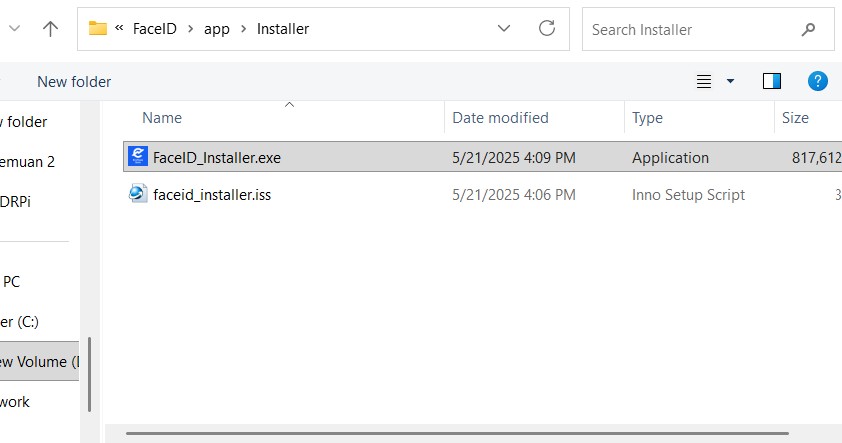 « FaceID > app > Installer
Search Installer
New folder
?
Name Date modified Type Size
FaceID_Installer.exe 5/21/2025 4:09 PM Application 817,612
faceid_installer.iss 5/21/2025 4:06 PM Inno Setup Script 3
folder
emuan 2
DRPi
PC
er (C:)
ew Volume (
work